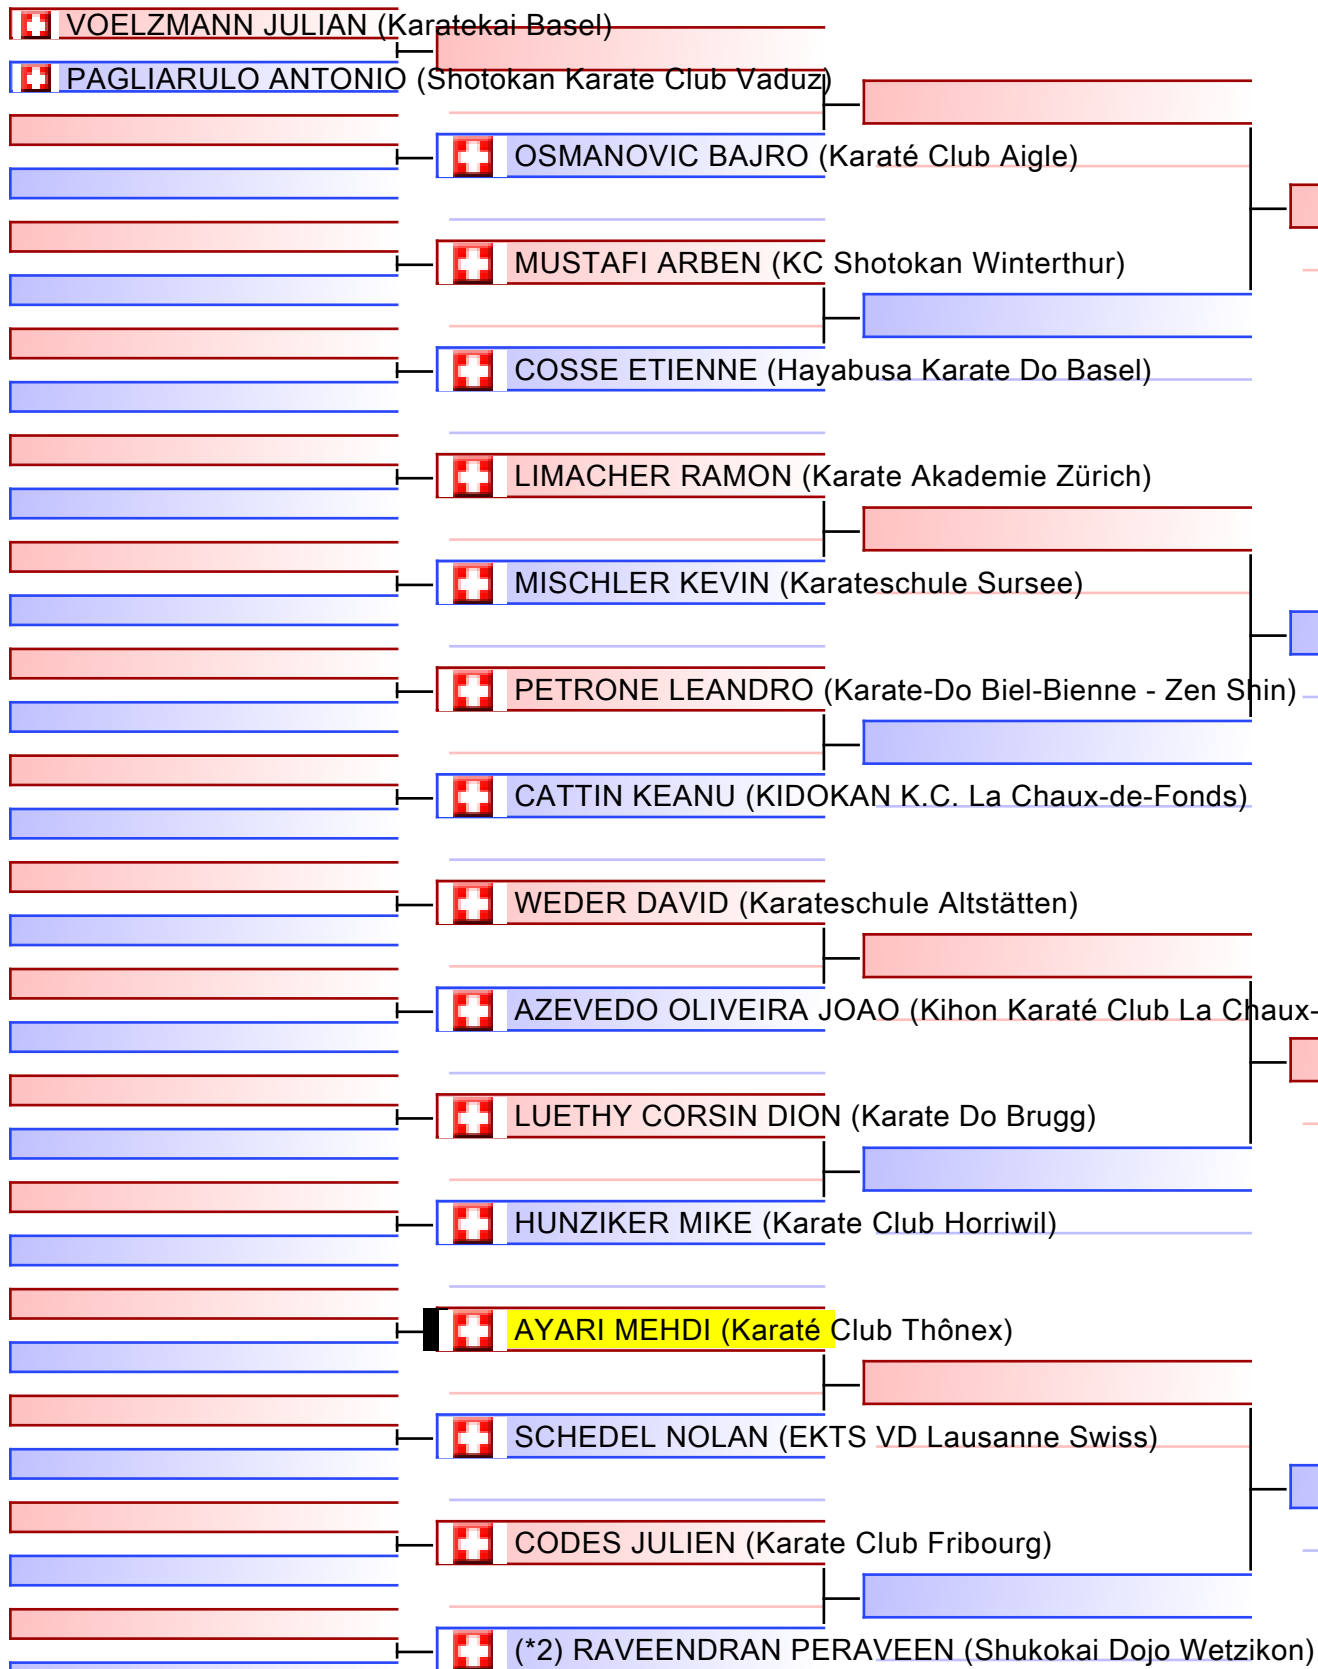 VOELZMANN JULIAN (Karatekai Basel)
PAGLIARULO ANTONIO (Shotokan Karate Club Vaduz)
OSMANOVIC BAJRO (Karaté Club Aigle)
MUSTAFI ARBEN (KC Shotokan Winterthur)
COSSE ETIENNE (Hayabusa Karate Do Basel)
LIMACHER RAMON (Karate Akademie Zürich)
MISCHLER KEVIN (Karateschule Sursee)
PETRONE LEANDRO (Karate-Do Biel-Bienne - Zen Shin)
CATTIN KEANU (KIDOKAN K.C. La Chaux-de-Fonds)
WEDER DAVID (Karateschule Altstätten)
AZEVEDO OLIVEIRA JOAO (Kihon Karaté Club La Chaux-
LUETHY CORSIN DION (Karate Do Brugg)
HUNZIKER MIKE (Karate Club Horriwil)
AYARI MEHDI (Karaté Club Thônex)
SCHEDEL NOLAN (EKTS VD Lausanne Swiss)
CODES JULIEN (Karate Club Fribourg)
(*2) RAVEENDRAN PERAVEEN (Shukokai Dojo Wetzikon)